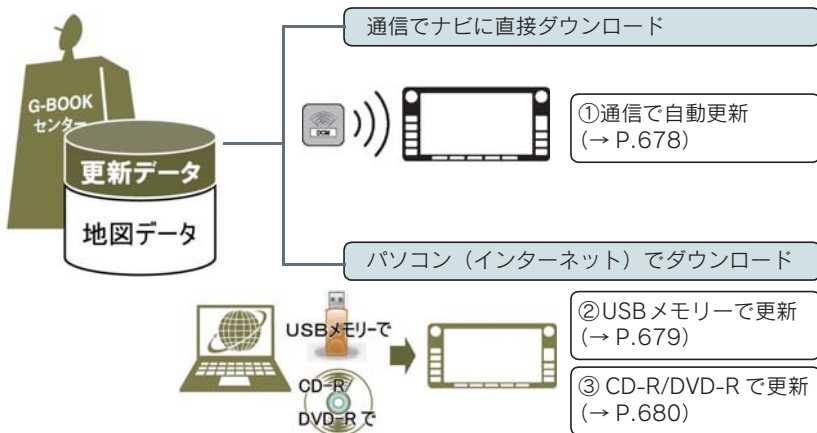 通信でナビに直接ダウンロード
G-BOOK
センター
更新データ
地図データ
DCM
①通信で自動更新
(→ P.678)
パソコン（インターネット）でダウンロード
USBメモリーで
CD-R/
DVD-Rで
②USBメモリーで更新
(→ P.679)
③ CD-R/DVD-R で更新
(→ P.680)